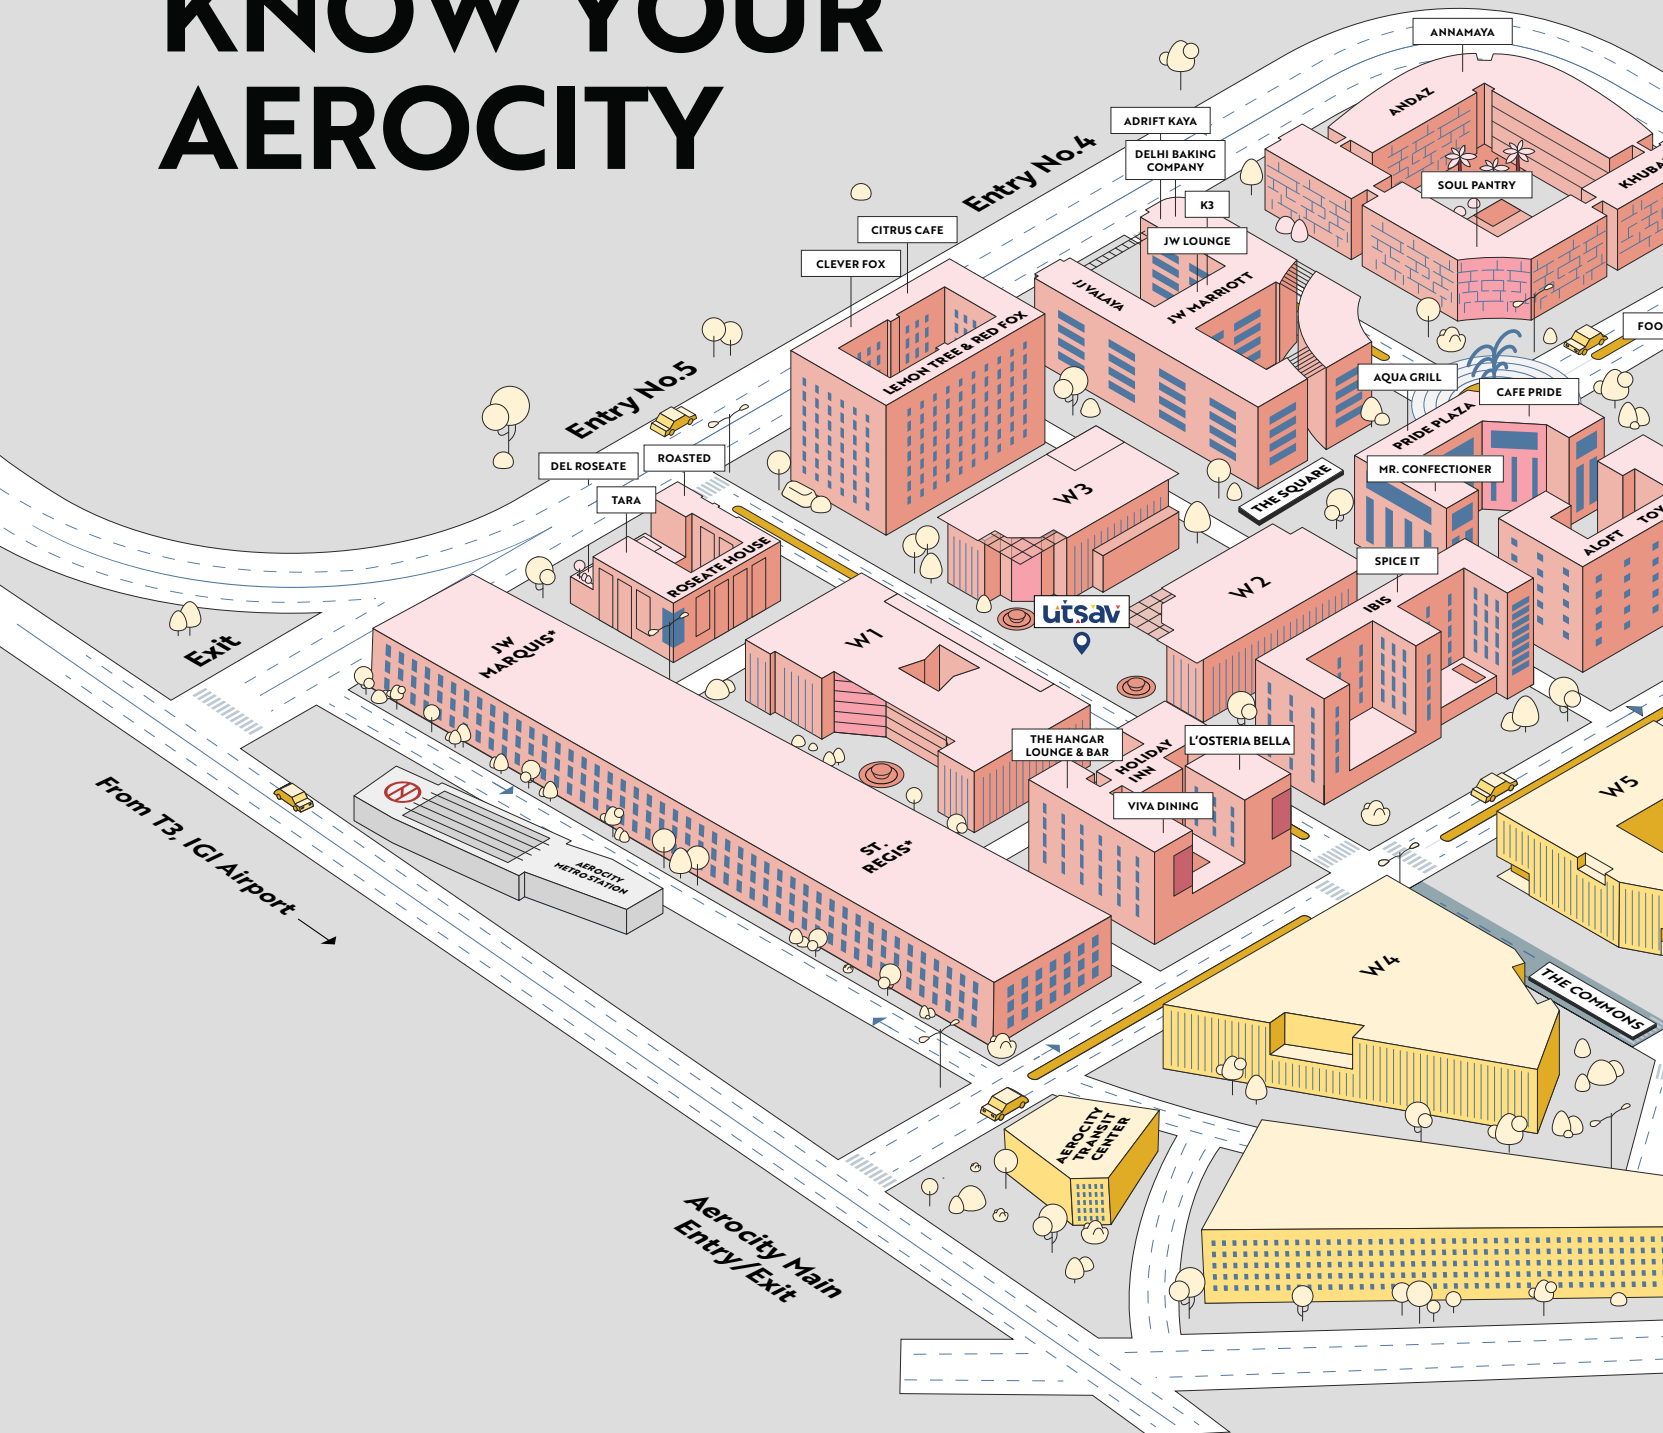 KNOW YOUR
AEROCITY
ANNAMAYA
ANDAZ
ADRIFT KAYA
DELHI BAKING
COMPANY
Entry No.4
K3
SOUL PANTRY
JW LOUNGE
CITRUS CAFE
CLEVER FOX
JJ VALAYA
JW MARRIOTT
FOO
LEMON TREE & RED FOX
AQUA GRILL
CAFE PRIDE
Entry No.5
PRIDE PLAZA
DEL ROSEATE
ROASTED
MR. CONFECTIONER
TARA
W3
THE SQUARE
ALOFT
TOY
SPICE IT
ROSEATE HOUSE
W2
IBIS
utsav
W1
Exit
JW
MARQUIS*
THE HANGAR
LOUNGE & BAR
HOLIDAY
INN
L'OSTERIA BELLA
W5
VIVA DINING
From T3, IGI Airport
AEROCITY
METRO STATION
ST.
REGIS*
W4
THE COMMONS
AEROCITY
TRANSIT
CENTER
Aerocity Main
Entry/Exit